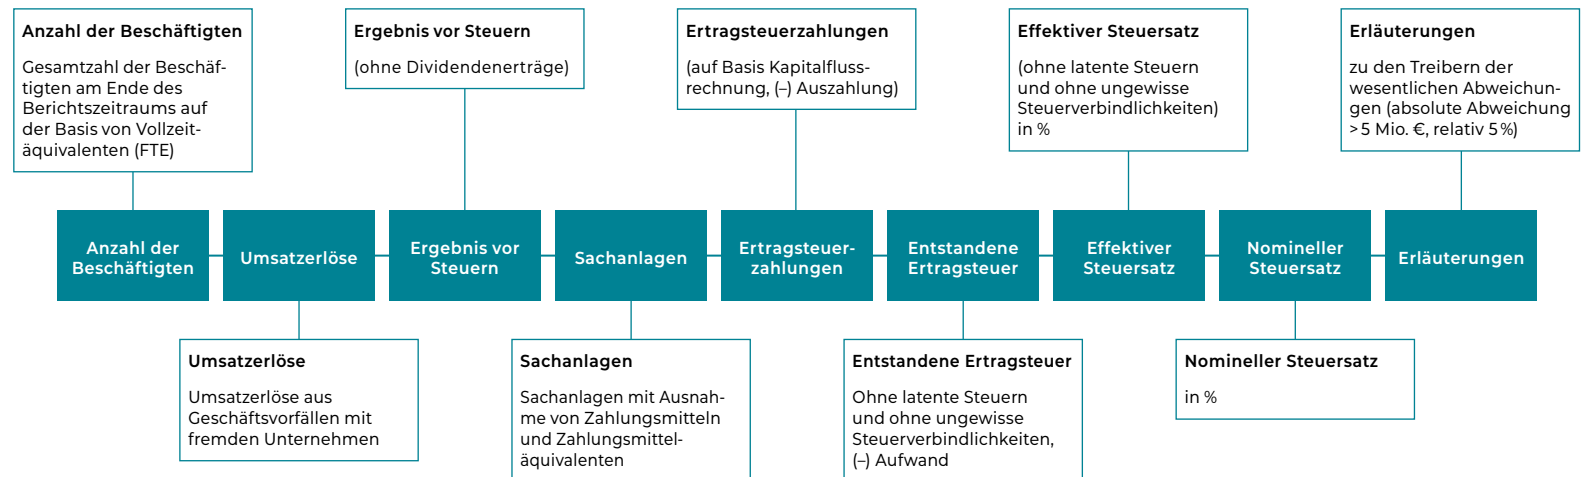 Anzahl der Beschäftigten
Gesamtzahl der Beschäf-
tigten am Ende des
Berichtszeitraums auf
der Basis von Vollzeit-
äquivalenten (FTE)
Ergebnis vor Steuern
(ohne Dividendenerträge)
Ertragsteuerzahlungen
(auf Basis Kapitalfluss-
rechnung, (–) Auszahlung)
Effektiver Steuersatz
(ohne latente Steuern
und ohne ungewisse
Steuerverbindlichkeiten)
in %
Erläuterungen
zu den Treibern der
wesentlichen Abweichun-
gen (absolute Abweichung
> 5 Mio. €, relativ 5 %)
Anzahl der
Beschäftigten
Umsatzerlöse
Ergebnis vor
Steuern
Sachanlagen
Ertragsteuer-
zahlungen
Entstandene
Ertragsteuer
Effektiver
Steuersatz
Nomineller
Steuersatz
Erläuterungen
Umsatzerlöse
Umsatzerlöse aus
Geschäftsvorfällen mit
fremden Unternehmen
Sachanlagen
Sachanlagen mit Ausnah-
me von Zahlungsmitteln
und Zahlungsmittel-
äquivalenten
Entstandene Ertragsteuer
Ohne latente Steuern
und ohne ungewisse
Steuerverbindlichkeiten,
(–) Aufwand
Nomineller Steuersatz
in %